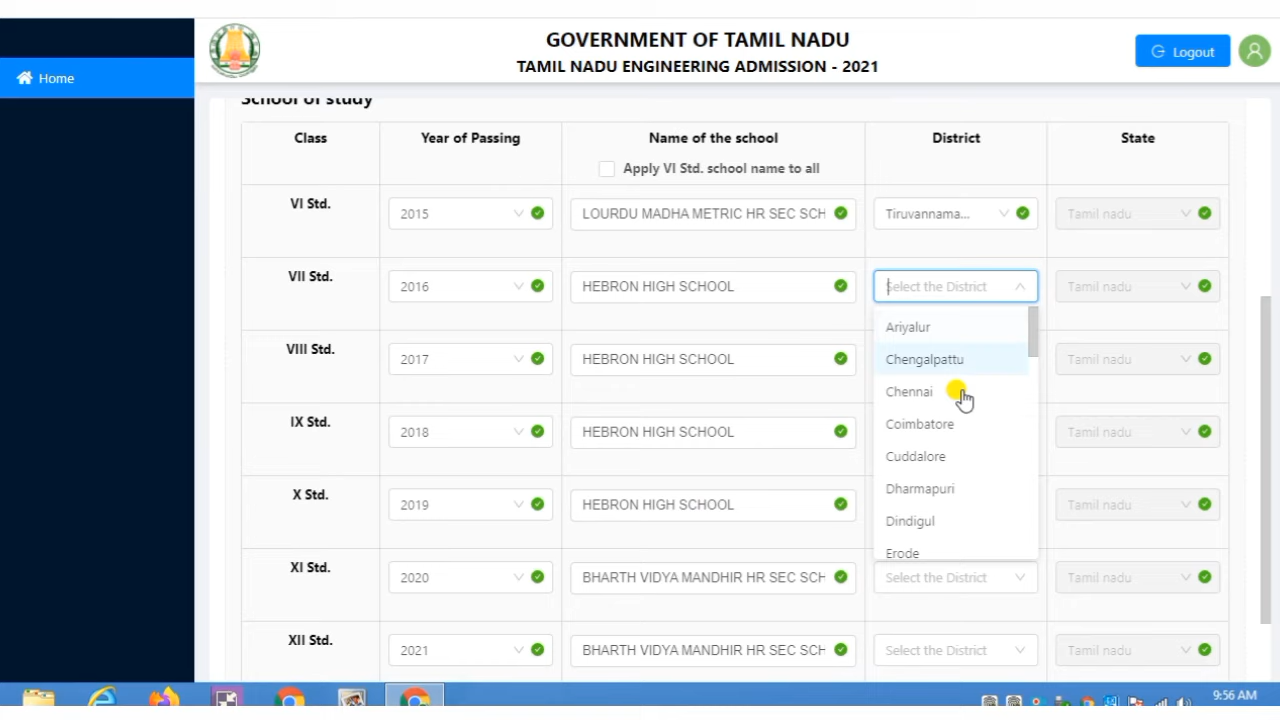 GOVERNMENT OF TAMIL NADU
TAMIL NADU ENGINEERING ADMISSION - 2021
Logout
Home
School of study
Class Year of Passing Name of the school District State
Apply VI Std. school name to all
VI Std. 2015 LOURDU MADHA METRIC HR SEC SCH Tiruvannama... Tamil nadu
VII Std. 2016 HEBRON HIGH SCHOOL Select the District Tamil nadu
Ariyalur
VIII Std. 2017 HEBRON HIGH SCHOOL Chengalpattu Tamil nadu
Chennai
IX Std. 2018 HEBRON HIGH SCHOOL Coimbatore Tamil nadu
Cuddalore
X Std. 2019 HEBRON HIGH SCHOOL Dharmapuri Tamil nadu
Dindigul
Erode
XI Std. 2020 BHARTH VIDYA MANDHIR HR SEC SCH Select the District Tamil nadu
XII Std. 2021 BHARTH VIDYA MANDHIR HR SEC SCH Select the District Tamil nadu
9:56 AM